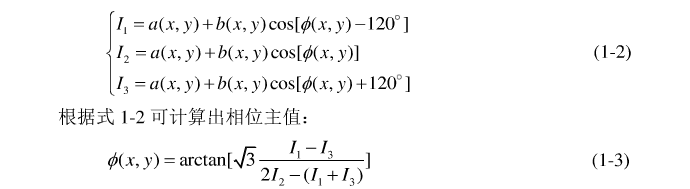 I₁ = a(x, y)+b(x, y)cos[ϕ(x, y)−120°]
I₂ = a(x, y)+b(x, y)cos[ϕ(x, y)] (1-2)
I₃ = a(x, y)+b(x, y)cos[ϕ(x, y)+120°]
根据式 1-2 可计算出相位主值：
ϕ(x, y) = arctan[√3 (I₁−I₃)/(2I₂−(I₁+I₃))] (1-3)